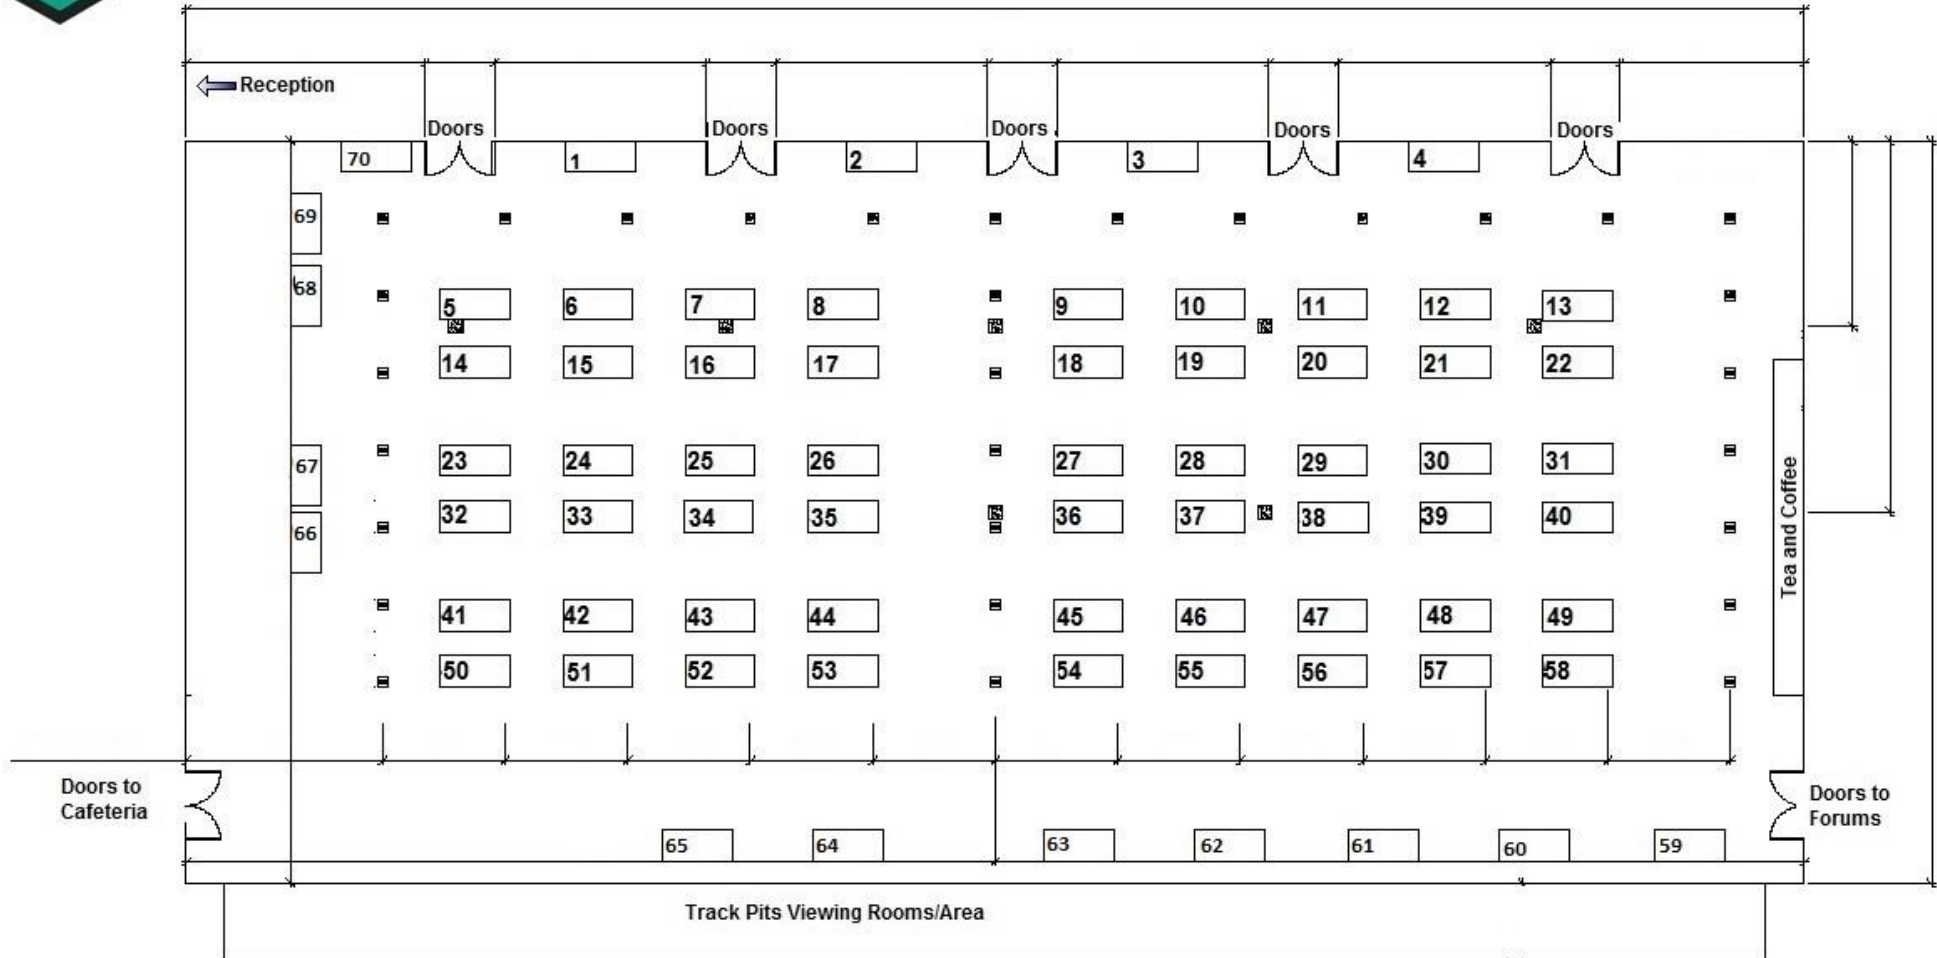 Reception
Doors Doors Doors Doors Doors
70 1 2 3 4
69
68
5 6 7 8 9 10 11 12 13
14 15 16 17 18 19 20 21 22
23 24 25 26 27 28 29 30 31
67
32 33 34 35 36 37 38 39 40
66
Tea and Coffee
41 42 43 44 45 46 47 48 49
50 51 52 53 54 55 56 57 58
Doors to
Cafeteria
Doors to
Forums
65 64 63 62 61 60 59
Track Pits Viewing Rooms/Area